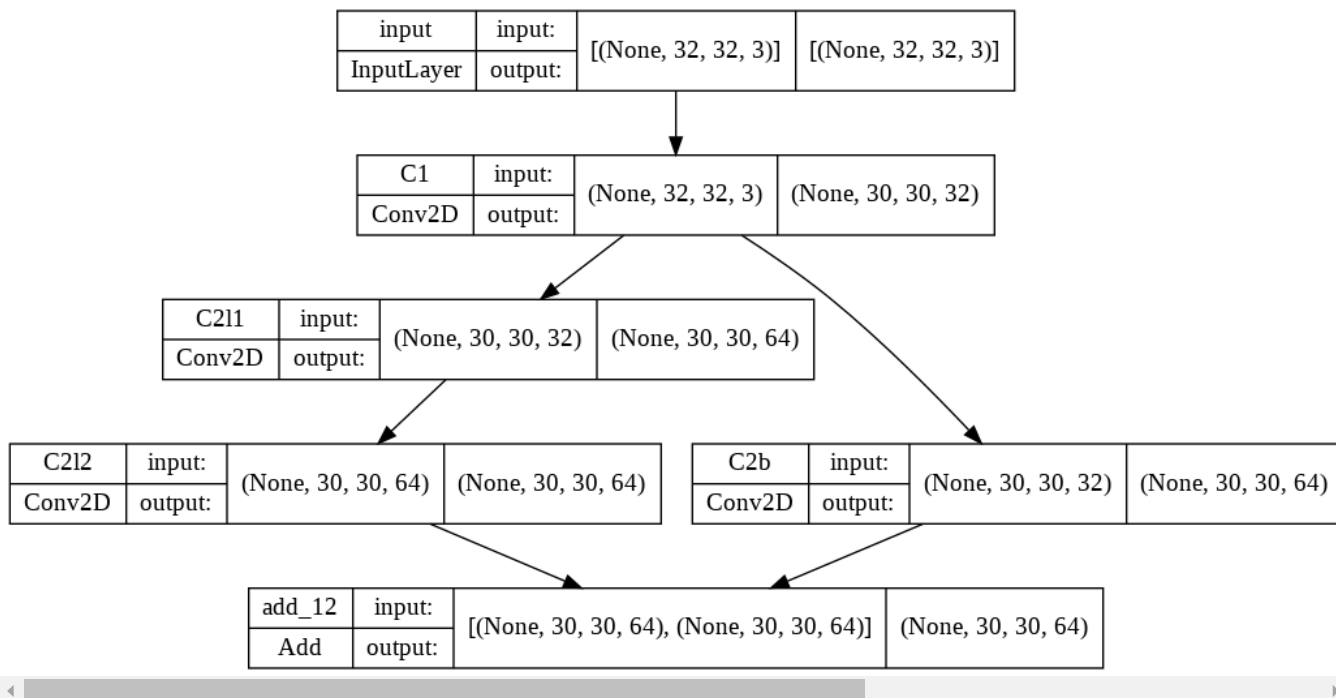 input input: [(None, 32, 32, 3)] [(None, 32, 32, 3)]
InputLayer output:
C1 input: (None, 32, 32, 3) (None, 30, 30, 32)
Conv2D output:
C2l1 input: (None, 30, 30, 32) (None, 30, 30, 64)
Conv2D output:
C2l2 input: (None, 30, 30, 64) (None, 30, 30, 64)
Conv2D output:
C2b input: (None, 30, 30, 32) (None, 30, 30, 64)
Conv2D output:
add_12 input: [(None, 30, 30, 64), (None, 30, 30, 64)] (None, 30, 30, 64)
Add output: